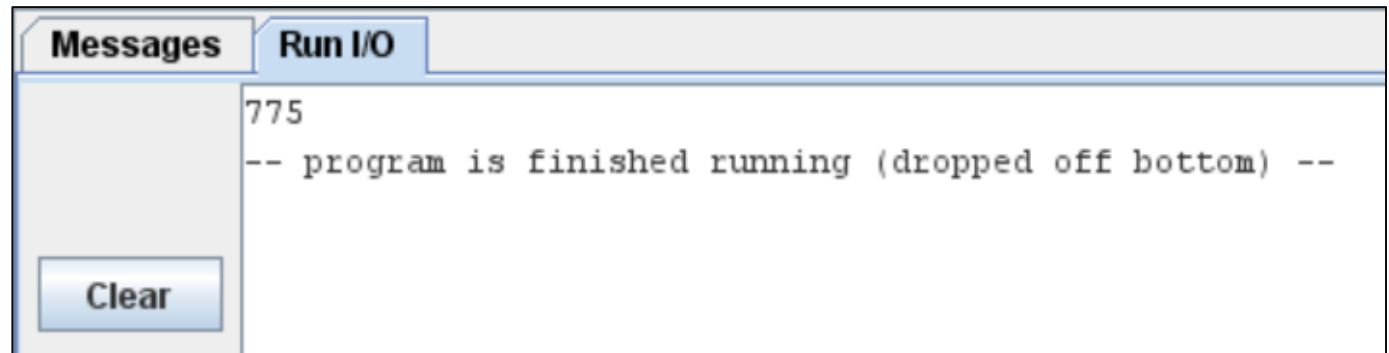 Messages Run I/O
775
-- program is finished running (dropped off bottom) --
Clear